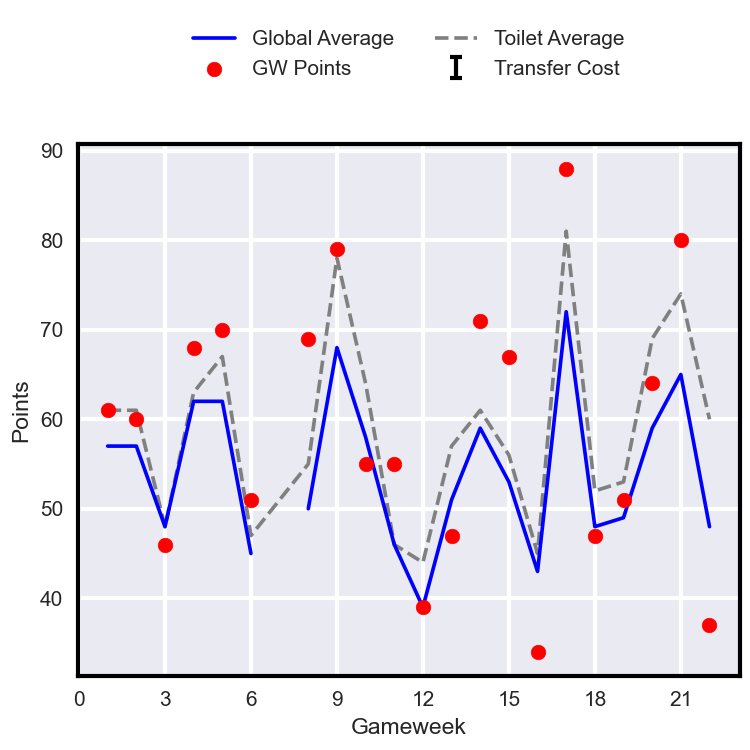 Global Average
Toilet Average
GW Points
Transfer Cost
90
80
70
60
50
40
Points
0 3 6 9 12 15 18 21
Gameweek